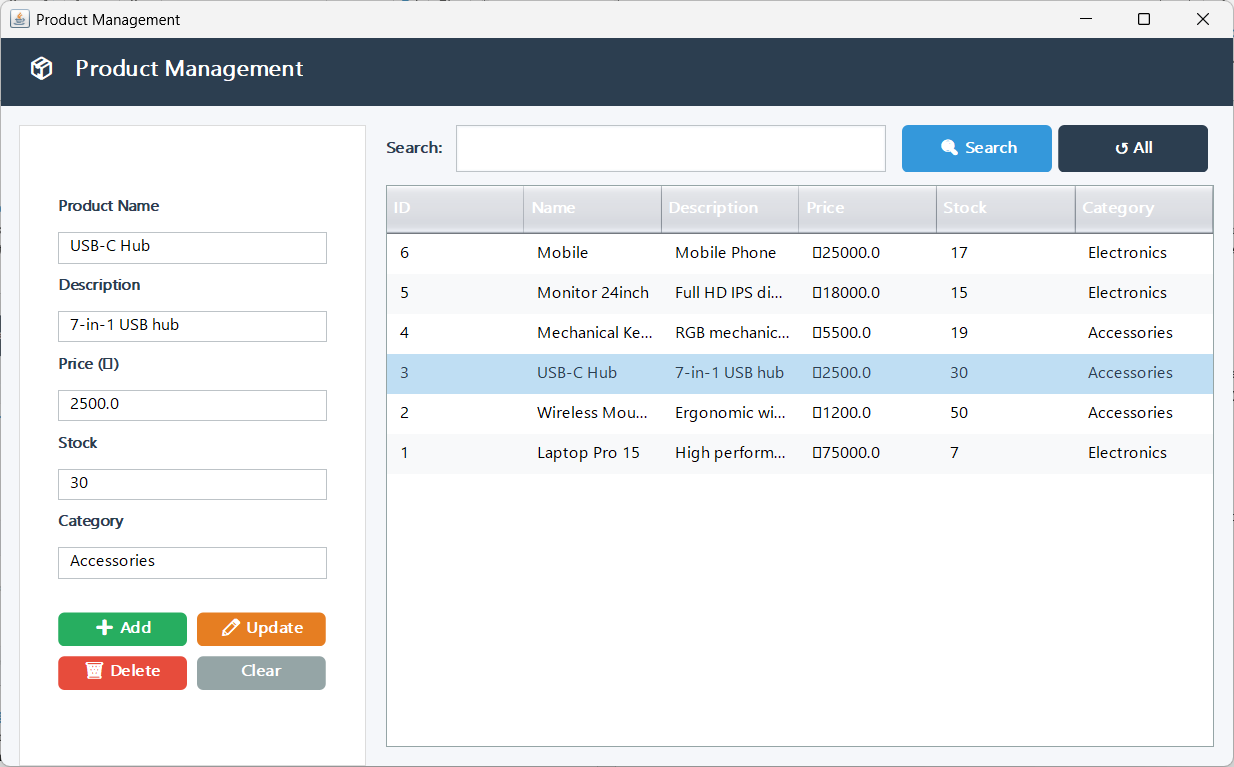 Product Management
Product Management
Product Name
USB-C Hub
Description
7-in-1 USB hub
Price (▯)
2500.0
Stock
30
Category
Accessories
Add
Update
Delete
Clear
Search:
Search
↺ All
ID Name Description Price Stock Category
6 Mobile Mobile Phone ▯25000.0 17 Electronics
5 Monitor 24inch Full HD IPS di... ▯18000.0 15 Electronics
4 Mechanical Ke... RGB mechanic... ▯5500.0 19 Accessories
3 USB-C Hub 7-in-1 USB hub ▯2500.0 30 Accessories
2 Wireless Mou... Ergonomic wi... ▯1200.0 50 Accessories
1 Laptop Pro 15 High perform... ▯75000.0 7 Electronics